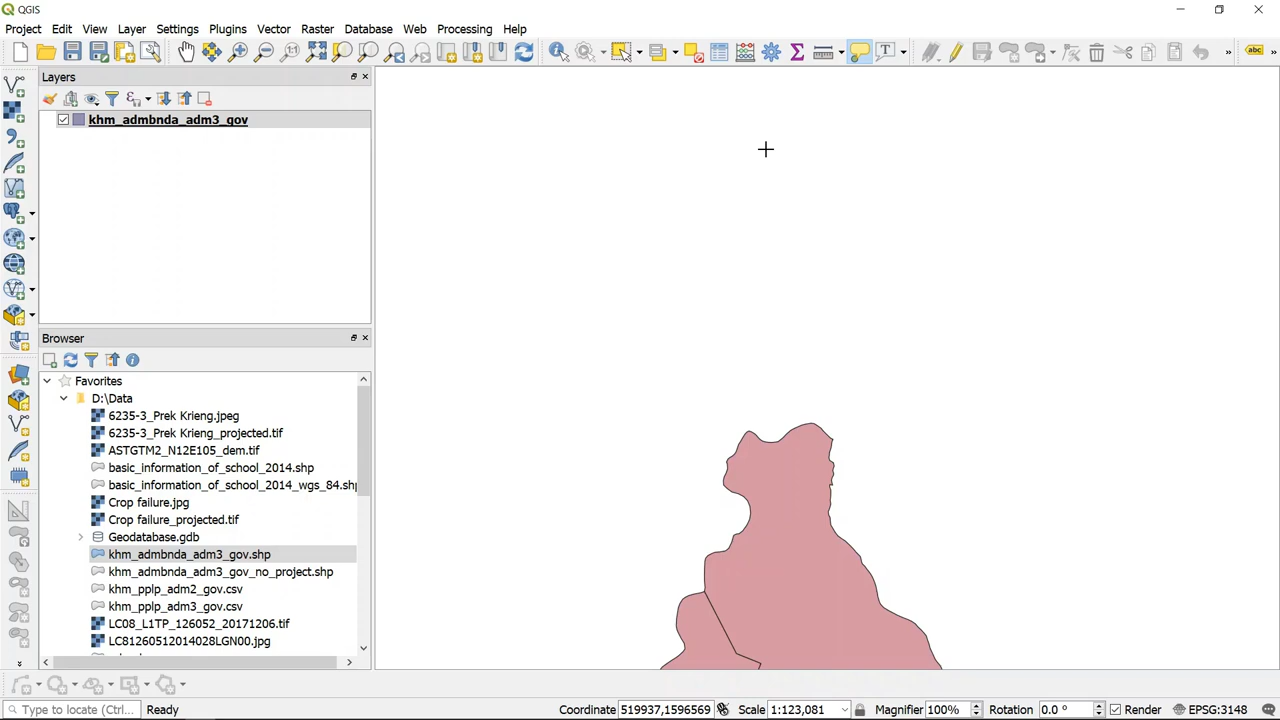 QGIS
Project Edit View Layer Settings Plugins Vector Raster Database Web Processing Help
abc
Layers
khm_admbnda_adm3_gov
Browser
Favorites
D:\Data
6235-3_Prek Krieng.jpeg
6235-3_Prek Krieng_projected.tif
ASTGTM2_N12E105_dem.tif
basic_information_of_school_2014.shp
basic_information_of_school_2014_wgs_84.shp
Crop failure.jpg
Crop failure_projected.tif
Geodatabase.gdb
khm_admbnda_adm3_gov.shp
khm_admbnda_adm3_gov_no_project.shp
khm_pplp_adm2_gov.csv
khm_pplp_adm3_gov.csv
LC08_L1TP_126052_20171206.tif
LC81260512014028LGN00.jpg
Type to locate (Ctrl... Ready Coordinate 519937,1596569 Scale 1:123,081 Magnifier 100% Rotation 0.0 ° Render EPSG:3148